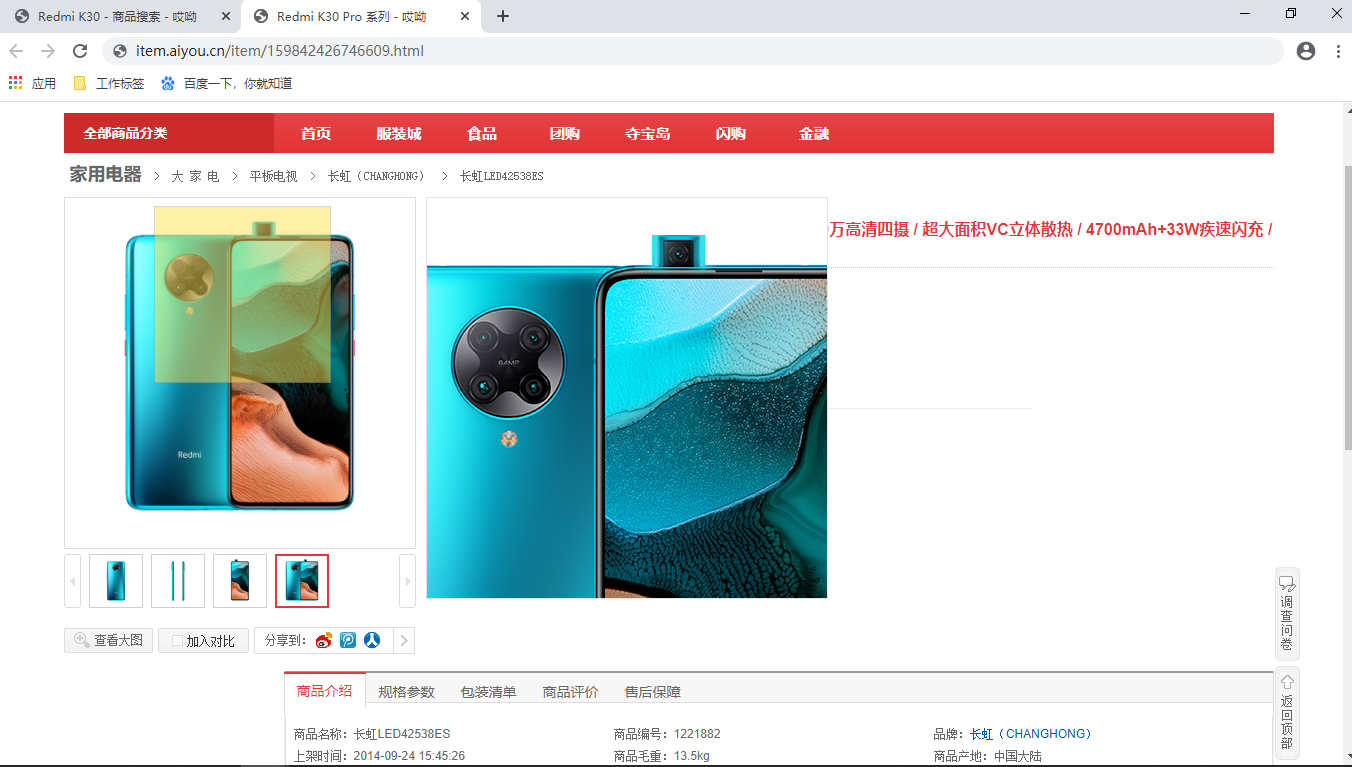 Redmi K30 - 商品搜索 - 哎呦
Redmi K30 Pro 系列 - 哎呦
item.aiyou.cn/item/159842426746609.html
应用 工作标签 百度一下，你就知道
全部商品分类 首页 服装城 食品 团购 夺宝岛 闪购 金融
家用电器 > 大 家 电 > 平板电视 > 长虹（CHANGHONG） > 长虹LED42538ES
万高清四摄 / 超大面积VC立体散热 / 4700mAh+33W疾速闪充 /
64MP
Redmi
查看大图 加入对比 分享到：
调查问卷
商品介绍 规格参数 包装清单 商品评价 售后保障
返回顶部
商品名称：长虹LED42538ES 商品编号：1221882 品牌：长虹（CHANGHONG）
上架时间：2014-09-24 15:45:26 商品毛重：13.5kg 商品产地：中国大陆